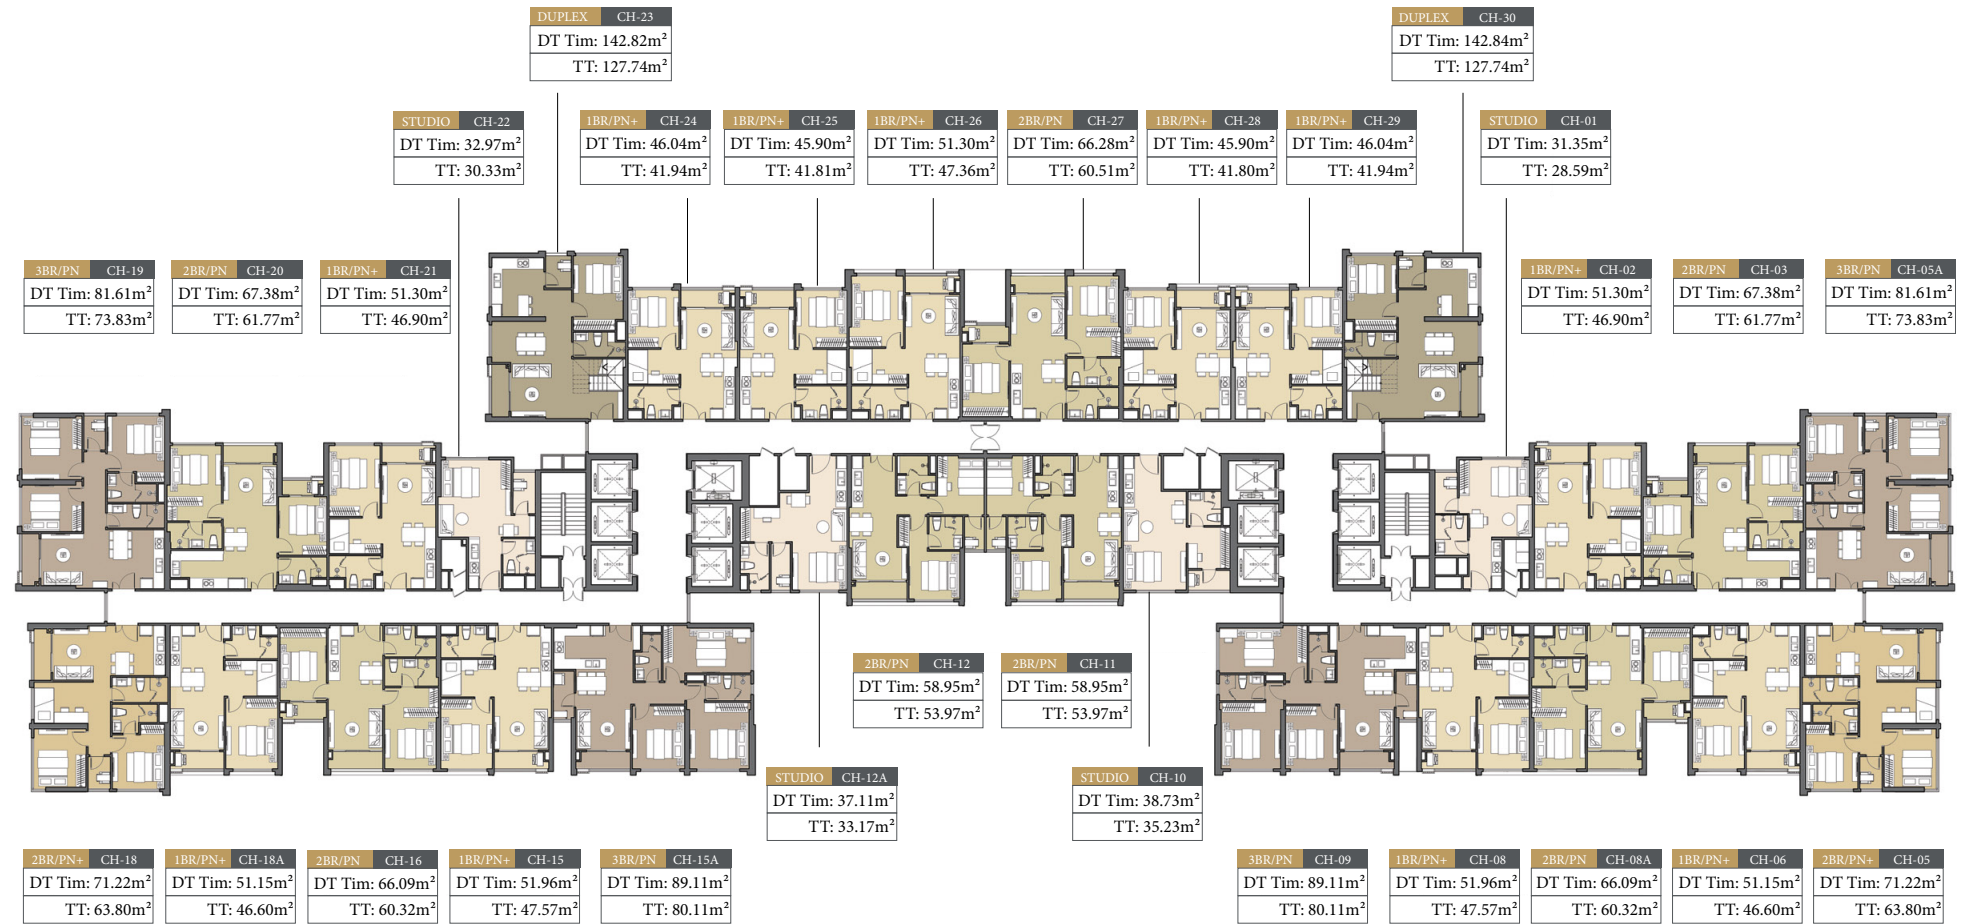 DUPLEX CH-23
DT Tim: 142.82m²
TT: 127.74m²
DUPLEX CH-30
DT Tim: 142.84m²
TT: 127.74m²
STUDIO CH-22
DT Tim: 32.97m²
TT: 30.33m²
1BR/PN+ CH-24
DT Tim: 46.04m²
TT: 41.94m²
1BR/PN+ CH-25
DT Tim: 45.90m²
TT: 41.81m²
1BR/PN+ CH-26
DT Tim: 51.30m²
TT: 47.36m²
2BR/PN CH-27
DT Tim: 66.28m²
TT: 60.51m²
1BR/PN+ CH-28
DT Tim: 45.90m²
TT: 41.80m²
1BR/PN+ CH-29
DT Tim: 46.04m²
TT: 41.94m²
STUDIO CH-01
DT Tim: 31.35m²
TT: 28.59m²
3BR/PN CH-19
DT Tim: 81.61m²
TT: 73.83m²
2BR/PN CH-20
DT Tim: 67.38m²
TT: 61.77m²
1BR/PN+ CH-21
DT Tim: 51.30m²
TT: 46.90m²
1BR/PN+ CH-02
DT Tim: 51.30m²
TT: 46.90m²
2BR/PN CH-03
DT Tim: 67.38m²
TT: 61.77m²
3BR/PN CH-05A
DT Tim: 81.61m²
TT: 73.83m²
2BR/PN CH-12
DT Tim: 58.95m²
TT: 53.97m²
2BR/PN CH-11
DT Tim: 58.95m²
TT: 53.97m²
STUDIO CH-12A
DT Tim: 37.11m²
TT: 33.17m²
STUDIO CH-10
DT Tim: 38.73m²
TT: 35.23m²
2BR/PN+ CH-18
DT Tim: 71.22m²
TT: 63.80m²
1BR/PN+ CH-18A
DT Tim: 51.15m²
TT: 46.60m²
2BR/PN CH-16
DT Tim: 66.09m²
TT: 60.32m²
1BR/PN+ CH-15
DT Tim: 51.96m²
TT: 47.57m²
3BR/PN CH-15A
DT Tim: 89.11m²
TT: 80.11m²
3BR/PN CH-09
DT Tim: 89.11m²
TT: 80.11m²
1BR/PN+ CH-08
DT Tim: 51.96m²
TT: 47.57m²
2BR/PN CH-08A
DT Tim: 66.09m²
TT: 60.32m²
1BR/PN+ CH-06
DT Tim: 51.15m²
TT: 46.60m²
2BR/PN+ CH-05
DT Tim: 71.22m²
TT: 63.80m²